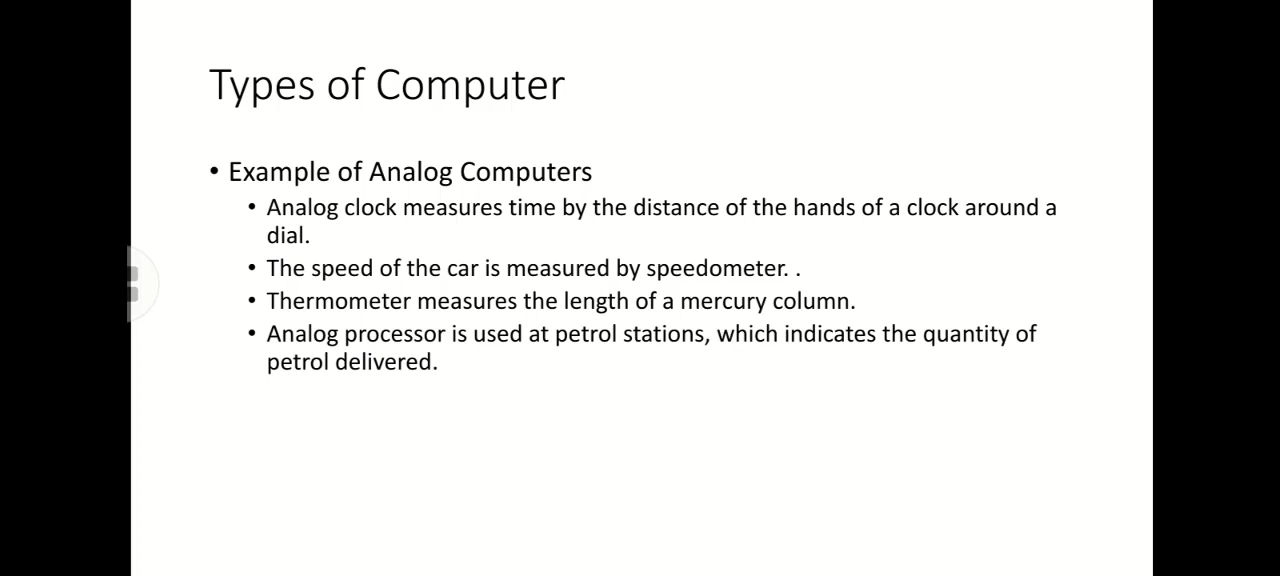 Types of Computer
• Example of Analog Computers
• Analog clock measures time by the distance of the hands of a clock around a
dial.
• The speed of the car is measured by speedometer. .
• Thermometer measures the length of a mercury column.
• Analog processor is used at petrol stations, which indicates the quantity of
petrol delivered.